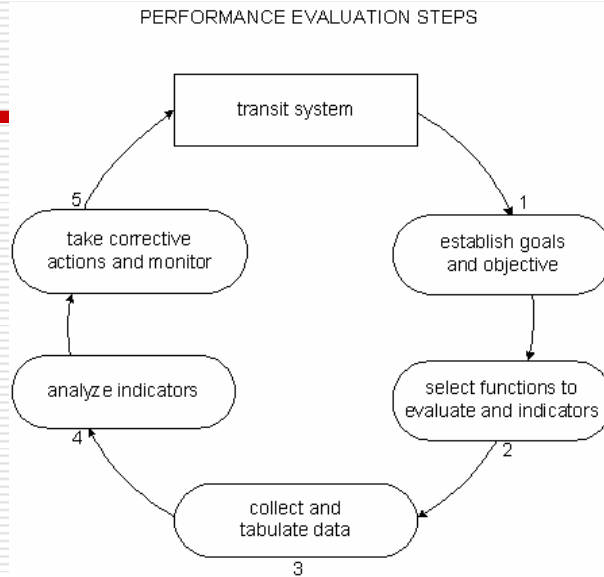 PERFORMANCE EVALUATION STEPS
transit system
1
establish goals
and objective
select functions to
evaluate and indicators
2
collect and
tabulate data
3
analyze indicators
4
5
take corrective
actions and monitor